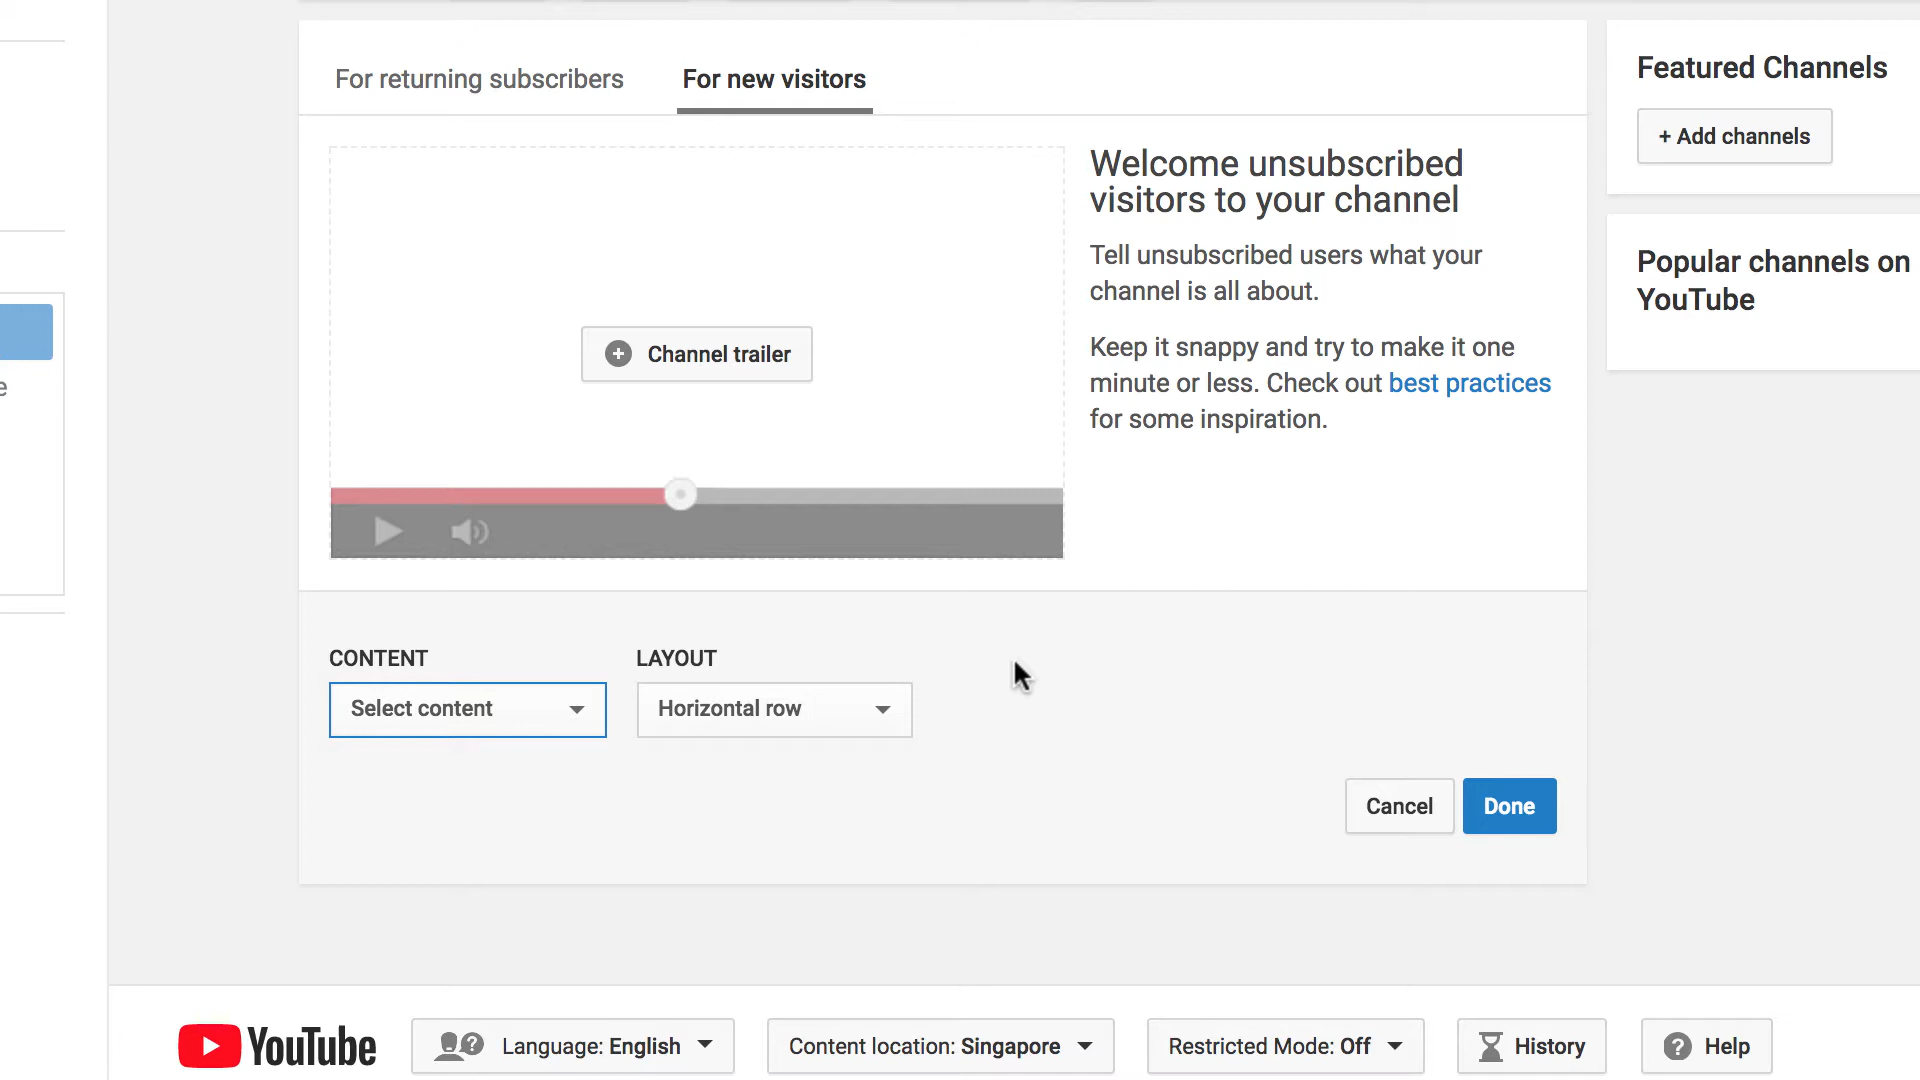 For returning subscribers
For new visitors
Featured Channels
+ Add channels
Welcome unsubscribed
visitors to your channel
Tell unsubscribed users what your
channel is all about.
Keep it snappy and try to make it one
minute or less. Check out best practices
for some inspiration.
Channel trailer
Popular channels on
YouTube
e
CONTENT
LAYOUT
Select content
Horizontal row
Cancel
Done
YouTube
Language: English
Content location: Singapore
Restricted Mode: Off
History
Help